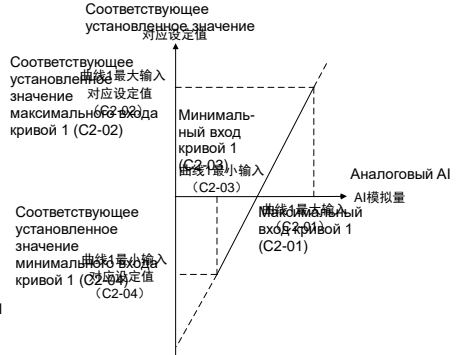 Соответствующее
установленное значение
对应设定值
Соответствующее
установленное
значение
максимального входа
кривой 1 (C2-02)
曲线1最大输入
对应设定值
（C2-02）
Минималь-
ный вход
кривой 1
(C2-03)
曲线1最小输入
（C2-03）
Аналоговый AI
AI模拟量
Максимальный
вход кривой 1
(C2-01)
曲线1最大输入
（C2-01）
Соответствующее
установленное
значение
минимального входа
кривой 1 (C2-04)
曲线1最小输入
对应设定值
（C2-04）